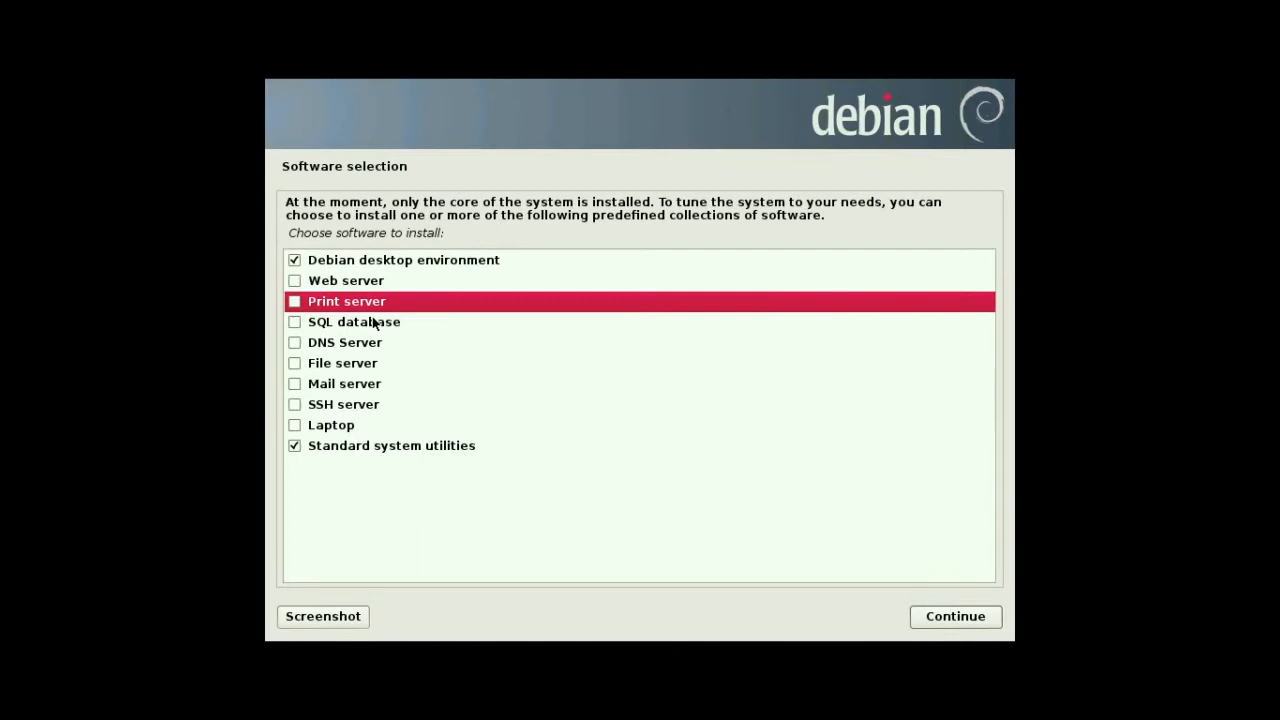 debian
Software selection
At the moment, only the core of the system is installed. To tune the system to your needs, you can
choose to install one or more of the following predefined collections of software.
Choose software to install:
Debian desktop environment
Web server
Print server
SQL database
DNS Server
File server
Mail server
SSH server
Laptop
Standard system utilities
Screenshot
Continue